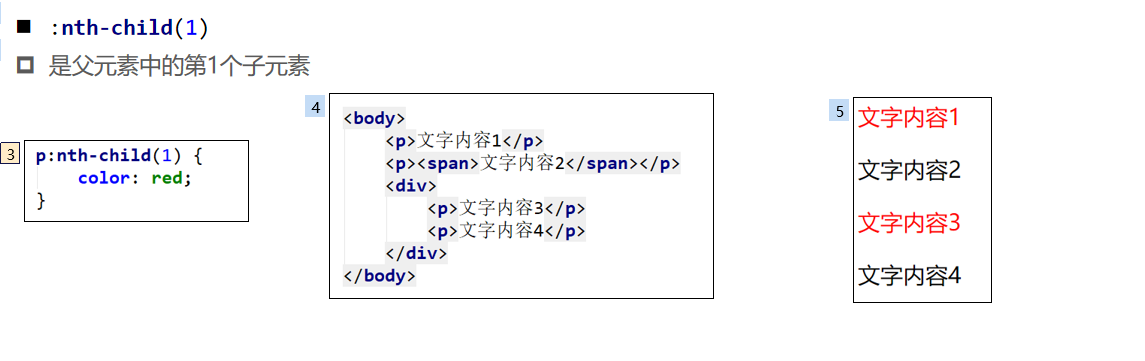 :nth-child(1)
是父元素中的第1个子元素
3
p:nth-child(1) {
    color: red;
}
4
<body>
    <p>文字内容1</p>
    <p><span>文字内容2</span></p>
    <div>
        <p>文字内容3</p>
        <p>文字内容4</p>
    </div>
</body>
5
文字内容1
文字内容2
文字内容3
文字内容4